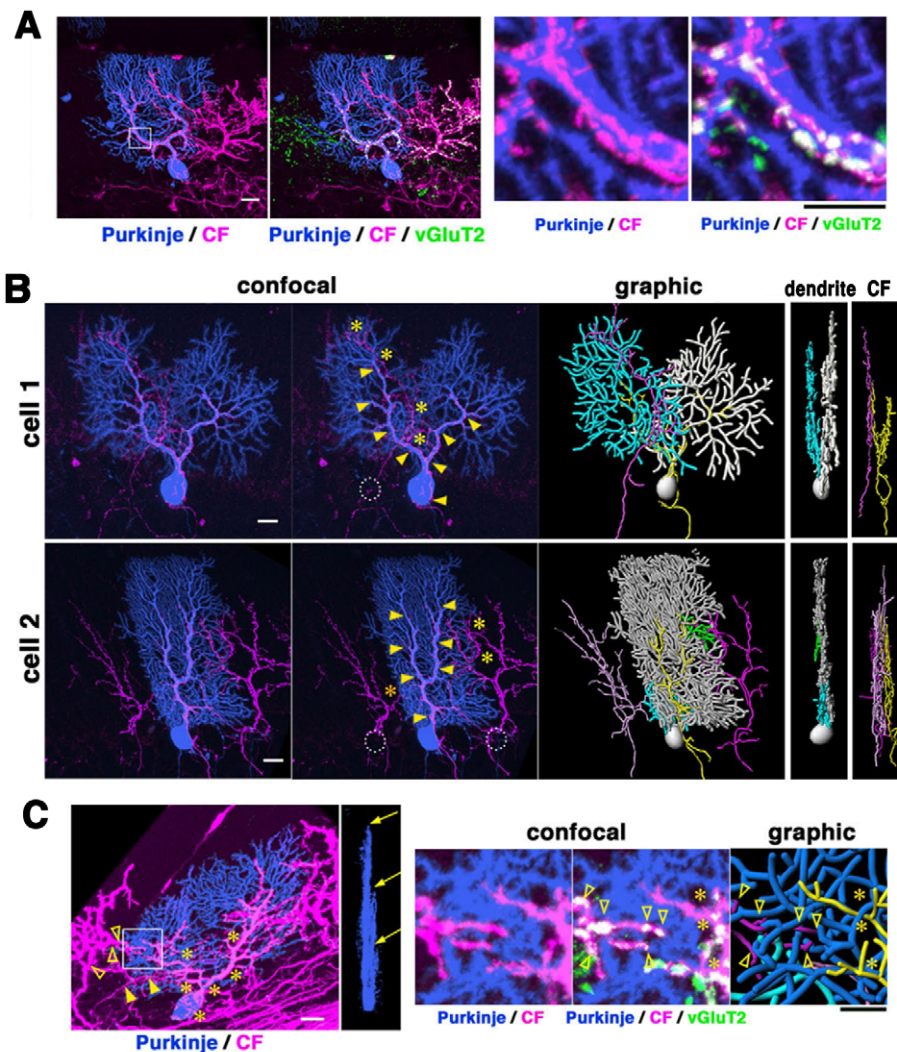 A
Purkinje / CF
Purkinje / CF / vGluT2
Purkinje / CF
Purkinje / CF / vGluT2
B
confocal
graphic
dendrite
CF
cell 1
cell 2
C
confocal
graphic
Purkinje / CF
Purkinje / CF
Purkinje / CF / vGluT2